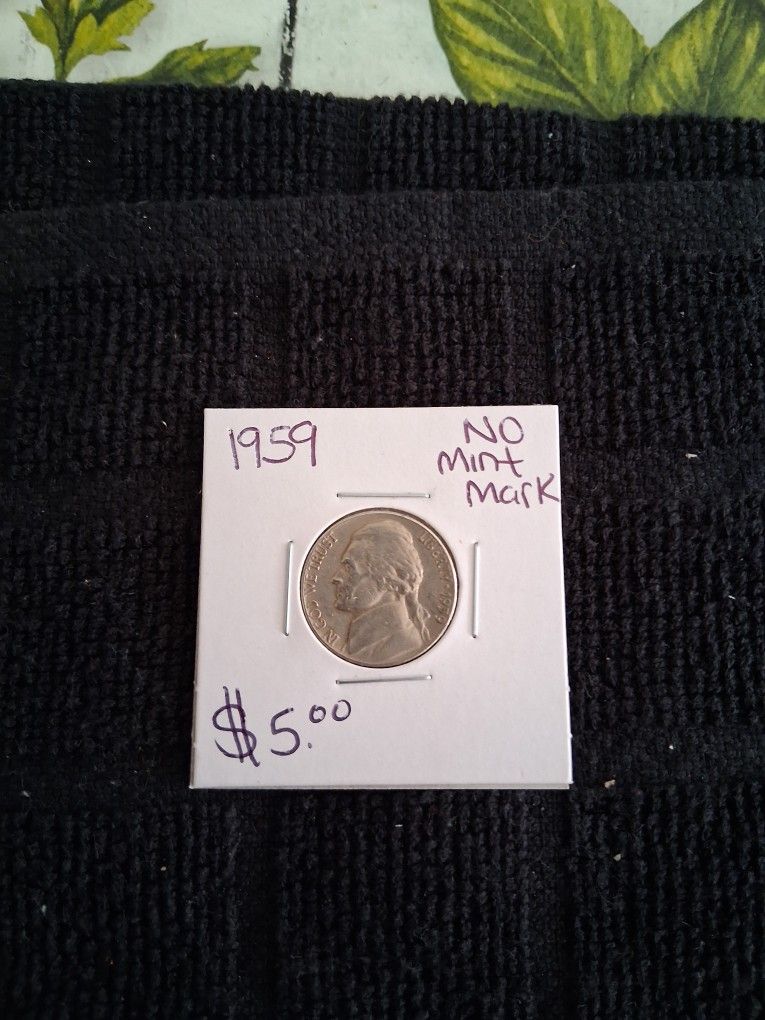 1959
NO
Mint
Mark
IN GOD WE TRUST
LIBERTY 1959
$5.00